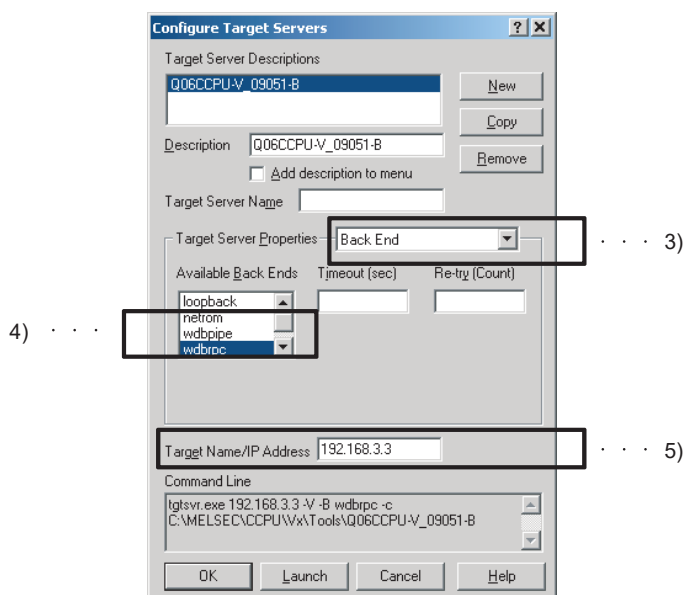 Configure Target Servers
Target Server Descriptions
Q06CCPU-V_09051-B
New
Copy
Description Q06CCPU-V_09051-B
Remove
Add description to menu
Target Server Name
Target Server Properties Back End
· · · 3)
Available Back Ends Timeout (sec) Re-try (Count)
loopback
netrom
4) · · ·
wdbpipe
wdbrpc
Target Name/IP Address 192.168.3.3
· · · 5)
Command Line
tgtsvr.exe 192.168.3.3 -V -B wdbrpc -c
C:\MELSEC\CCPU\Vx\Tools\Q06CCPU-V_09051-B
OK Launch Cancel Help